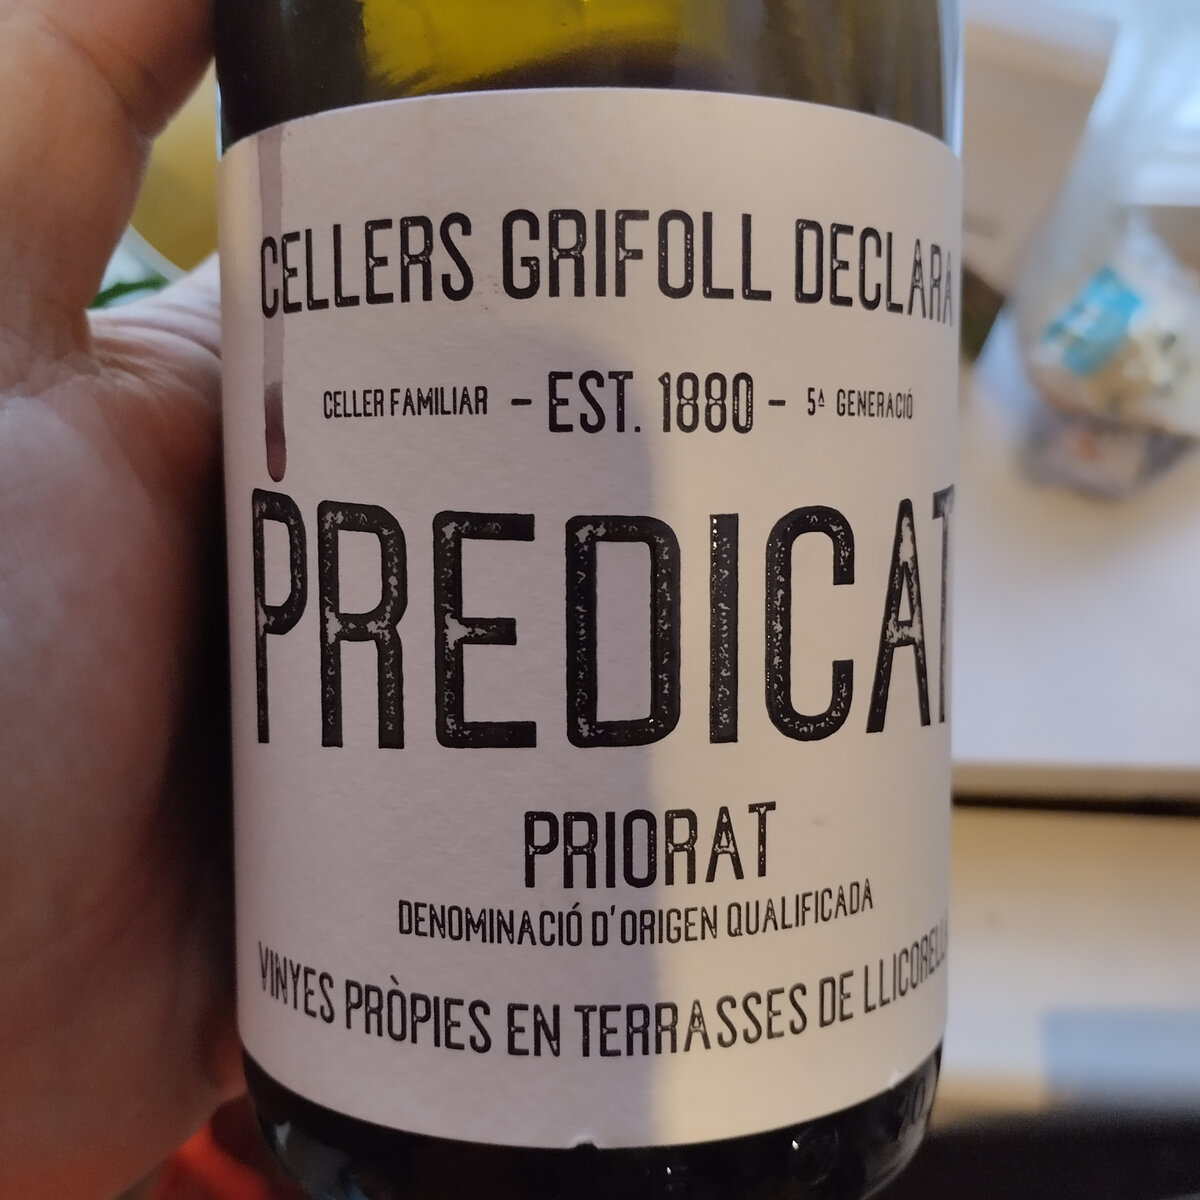 CELLERS GRIFOLL DECLARA
CELLER FAMILIAR - EST. 1880 - 5ª GENERACIÓ
PREDICAT
PRIORAT
DENOMINACIÓ D'ORIGEN QUALIFICADA
VINYES PRÒPIES EN TERRASSES DE LLICORELLA